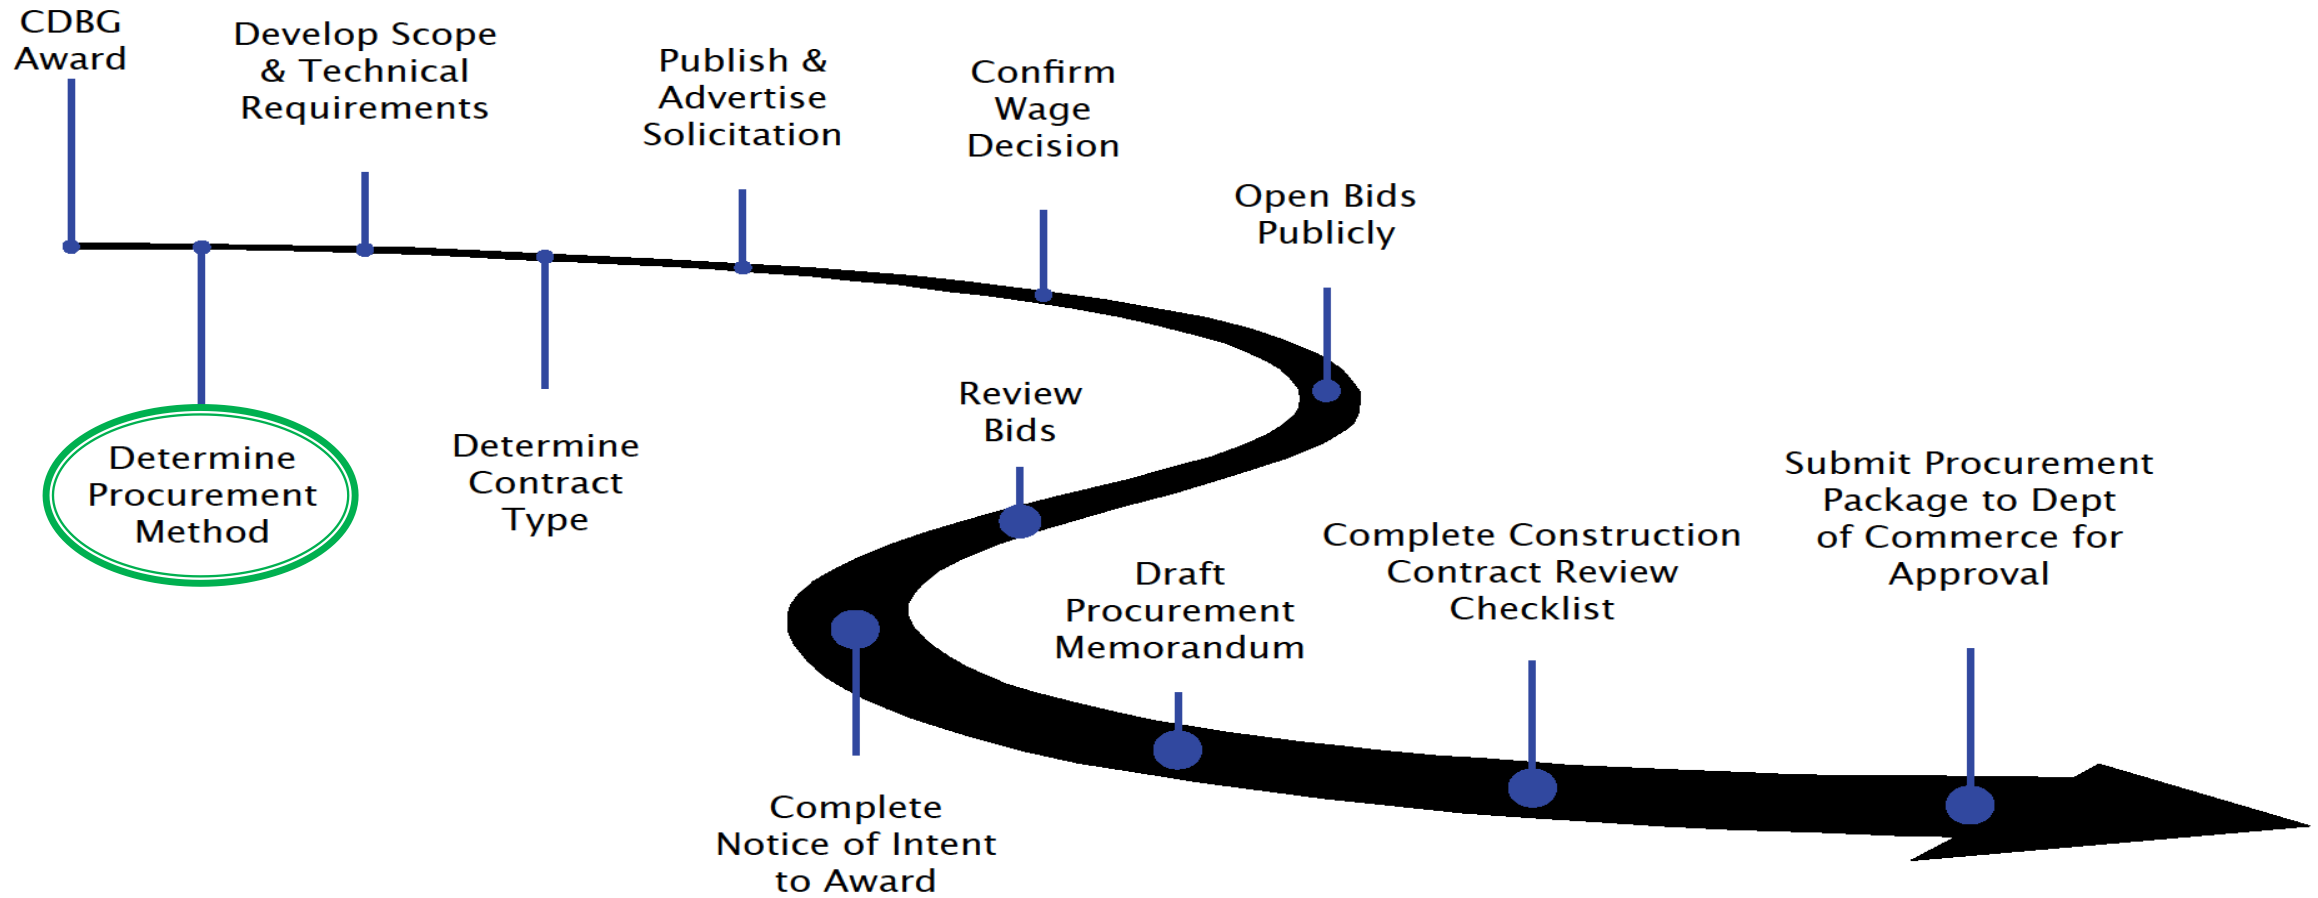 CDBG
Award
Determine
Procurement
Method
Develop Scope
& Technical
Requirements
Determine
Contract
Type
Publish &
Advertise
Solicitation
Confirm
Wage
Decision
Open Bids
Publicly
Review
Bids
Complete
Notice of Intent
to Award
Draft
Procurement
Memorandum
Complete Construction
Contract Review
Checklist
Submit Procurement
Package to Dept
of Commerce for
Approval